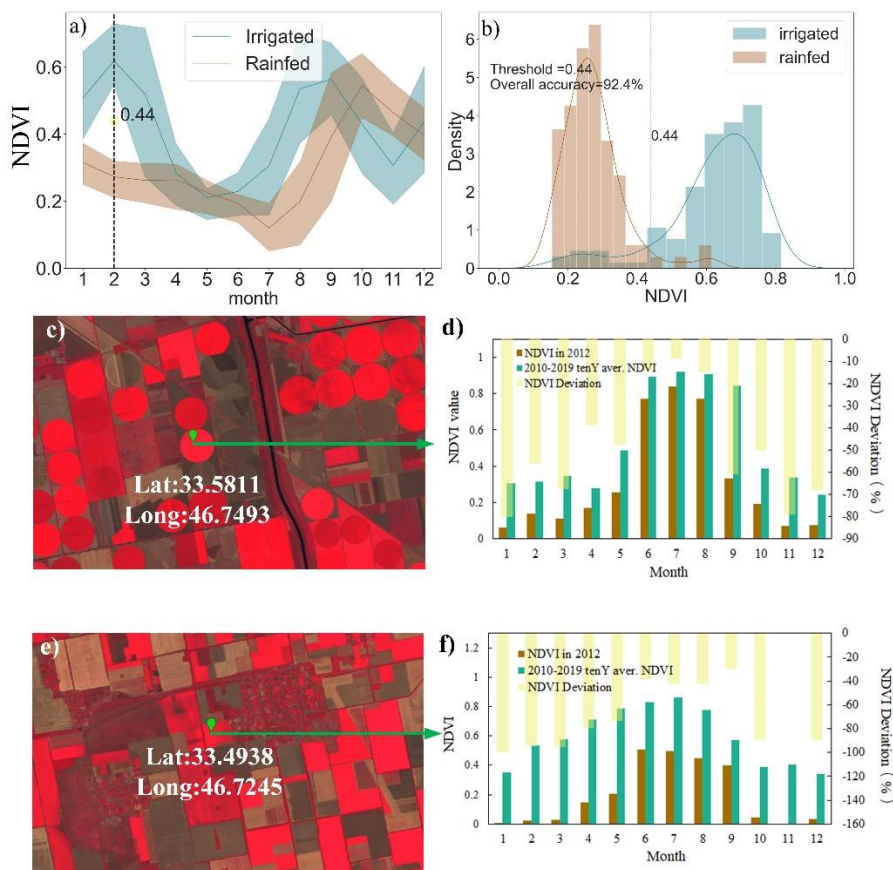 a)
Irrigated
Rainfed
0.44
NDVI
0.6
0.4
0.2
0.0
1 2 3 4 5 6 7 8 9 10 11 12
month
b)
irrigated
rainfed
Threshold =0.44
Overall accuracy=92.4%
0.44
Density
6
5
4
3
2
1
0
0.0 0.2 0.4 0.6 0.8 1.0
NDVI
c)
Lat:33.5811
Long:46.7493
d)
NDVI in 2012
2010-2019 tenY aver. NDVI
NDVI Deviation
NDVI value
1
0.8
0.6
0.4
0.2
0
0
-10
-20
-30
-40
-50
-60
-70
-80
-90
NDVI Deviation (%)
1 2 3 4 5 6 7 8 9 10 11 12
Month
e)
Lat:33.4938
Long:46.7245
f)
NDVI in 2012
2010-2019 tenY aver. NDVI
NDVI Deviation
NDVI
1.2
1
0.8
0.6
0.4
0.2
0
0
-20
-40
-60
-80
-100
-120
-140
-160
NDVI Deviation (%)
1 2 3 4 5 6 7 8 9 10 11 12
Month